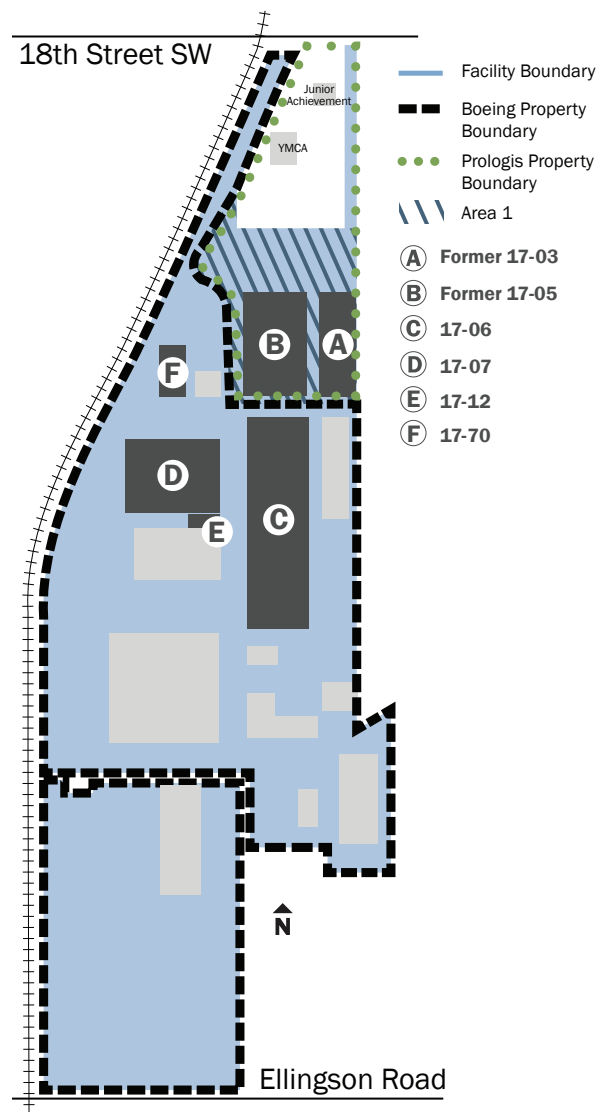 18th Street SW
Junior
Achievement
YMCA
Facility Boundary
Boeing Property
Boundary
Prologis Property
Boundary
Area 1
A Former 17-03
B Former 17-05
C 17-06
D 17-07
E 17-12
F 17-70
B
A
F
D
C
E
N
Ellingson Road